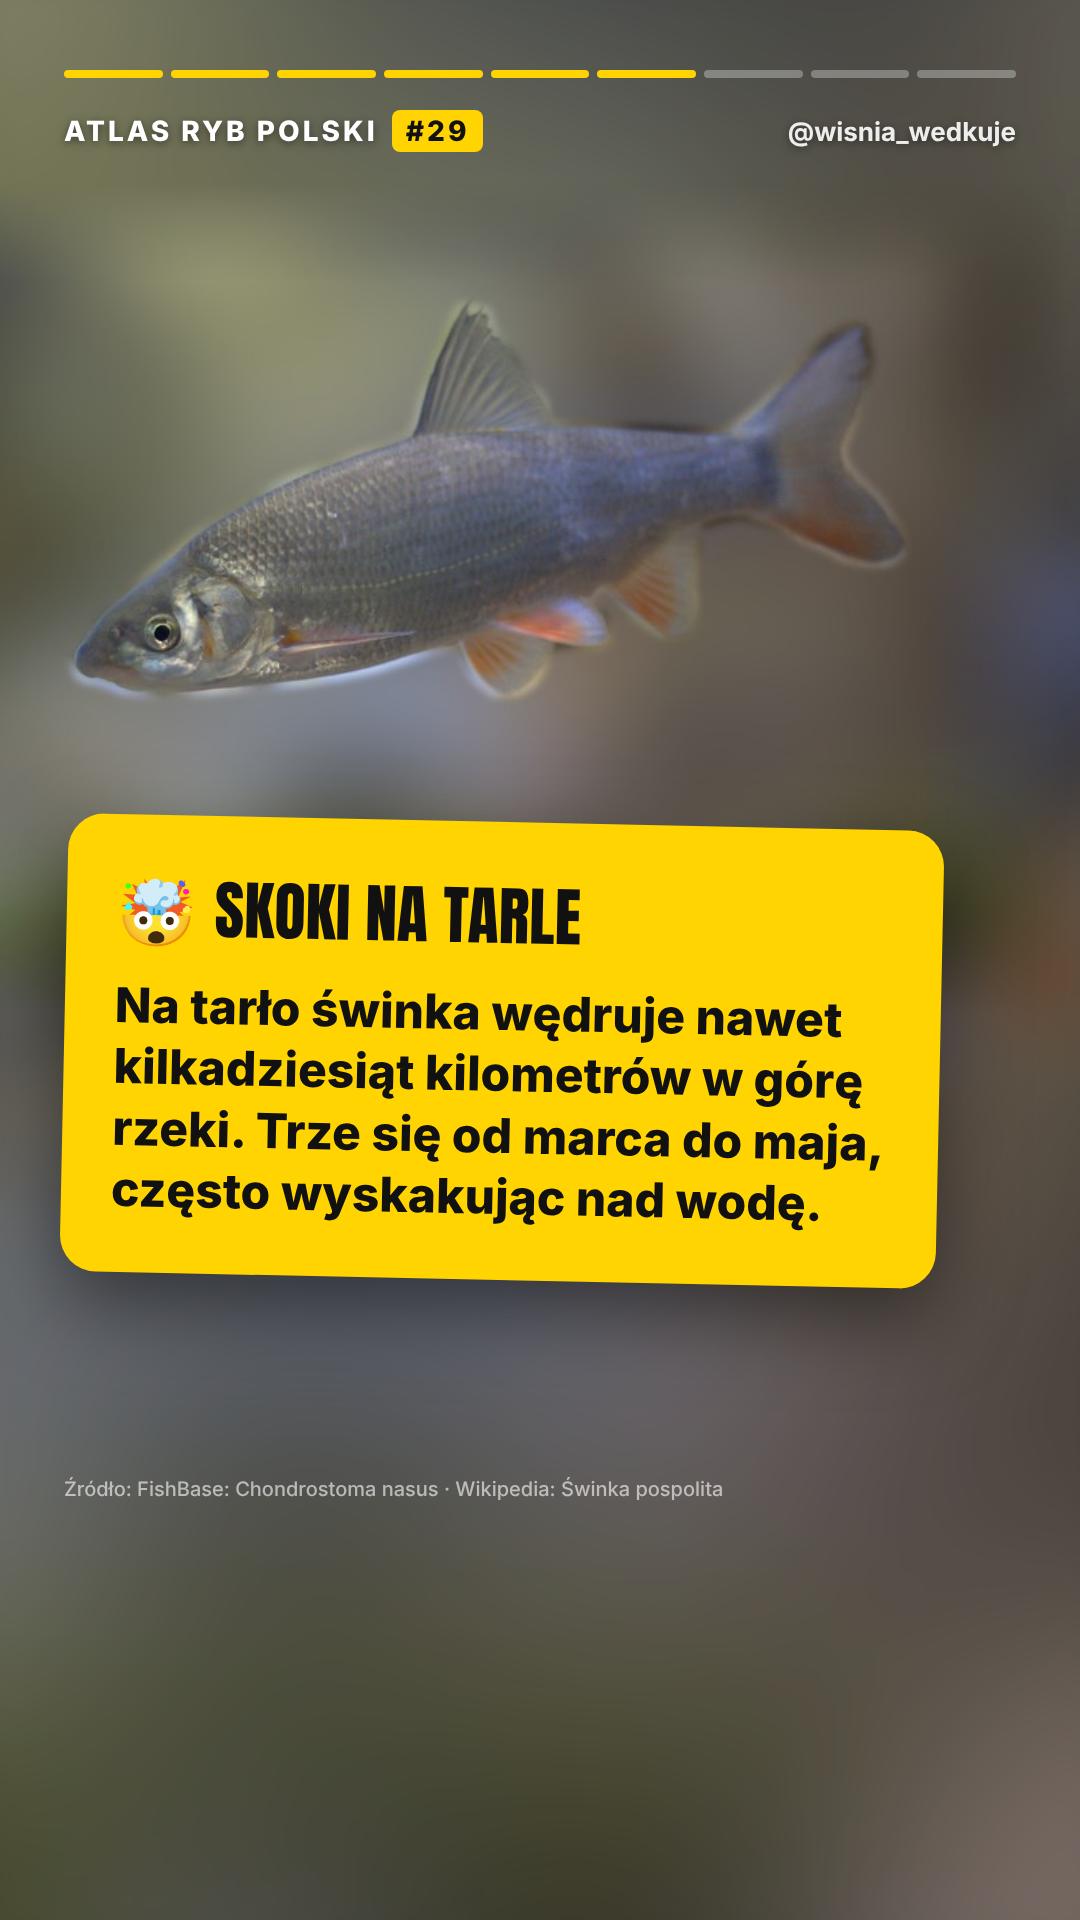 ATLAS RYB POLSKI #29
@wisnia_wedkuje
SKOKI NA TARLE
Na tarło świnka wędruje nawet
kilkadziesiąt kilometrów w górę
rzeki. Trze się od marca do maja,
często wyskakując nad wodę.
Źródło: FishBase: Chondrostoma nasus · Wikipedia: Świnka pospolita